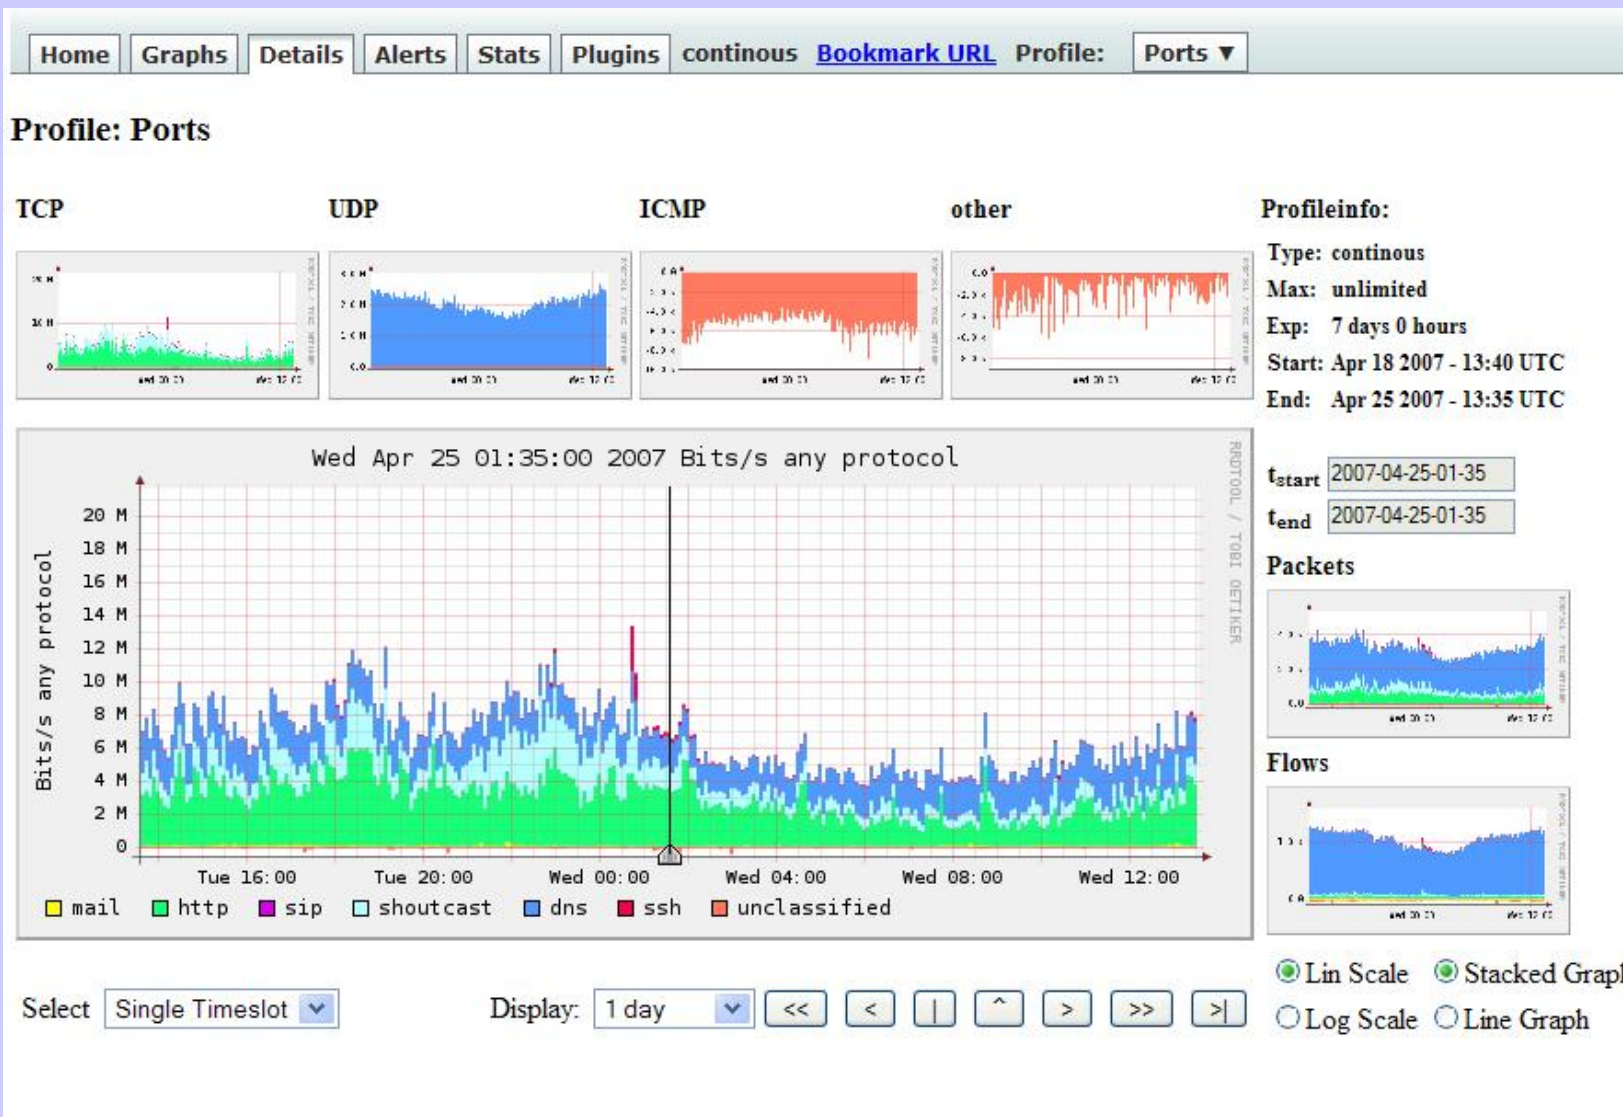 Home Graphs Details Alerts Stats Plugins continous Bookmark URL Profile: Ports ▼
Profile: Ports
TCP UDP ICMP other Profileinfo:
Type: continous
Max: unlimited
Exp: 7 days 0 hours
Start: Apr 18 2007 - 13:40 UTC
End: Apr 25 2007 - 13:35 UTC
tstart 2007-04-25-01-35
tend 2007-04-25-01-35
Wed Apr 25 01:35:00 2007 Bits/s any protocol
RRDTOOL / TOBI OETIKER
Bits/s any protocol
20 M
18 M
16 M
14 M
12 M
10 M
8 M
6 M
4 M
2 M
0
Tue 16:00 Tue 20:00 Wed 00:00 Wed 04:00 Wed 08:00 Wed 12:00
mail http sip shoutcast dns ssh unclassified
Packets
Flows
Lin Scale Stacked
Log Scale Line Graph
Select Single Timeslot Display: 1 day << < | ^ > >> >|